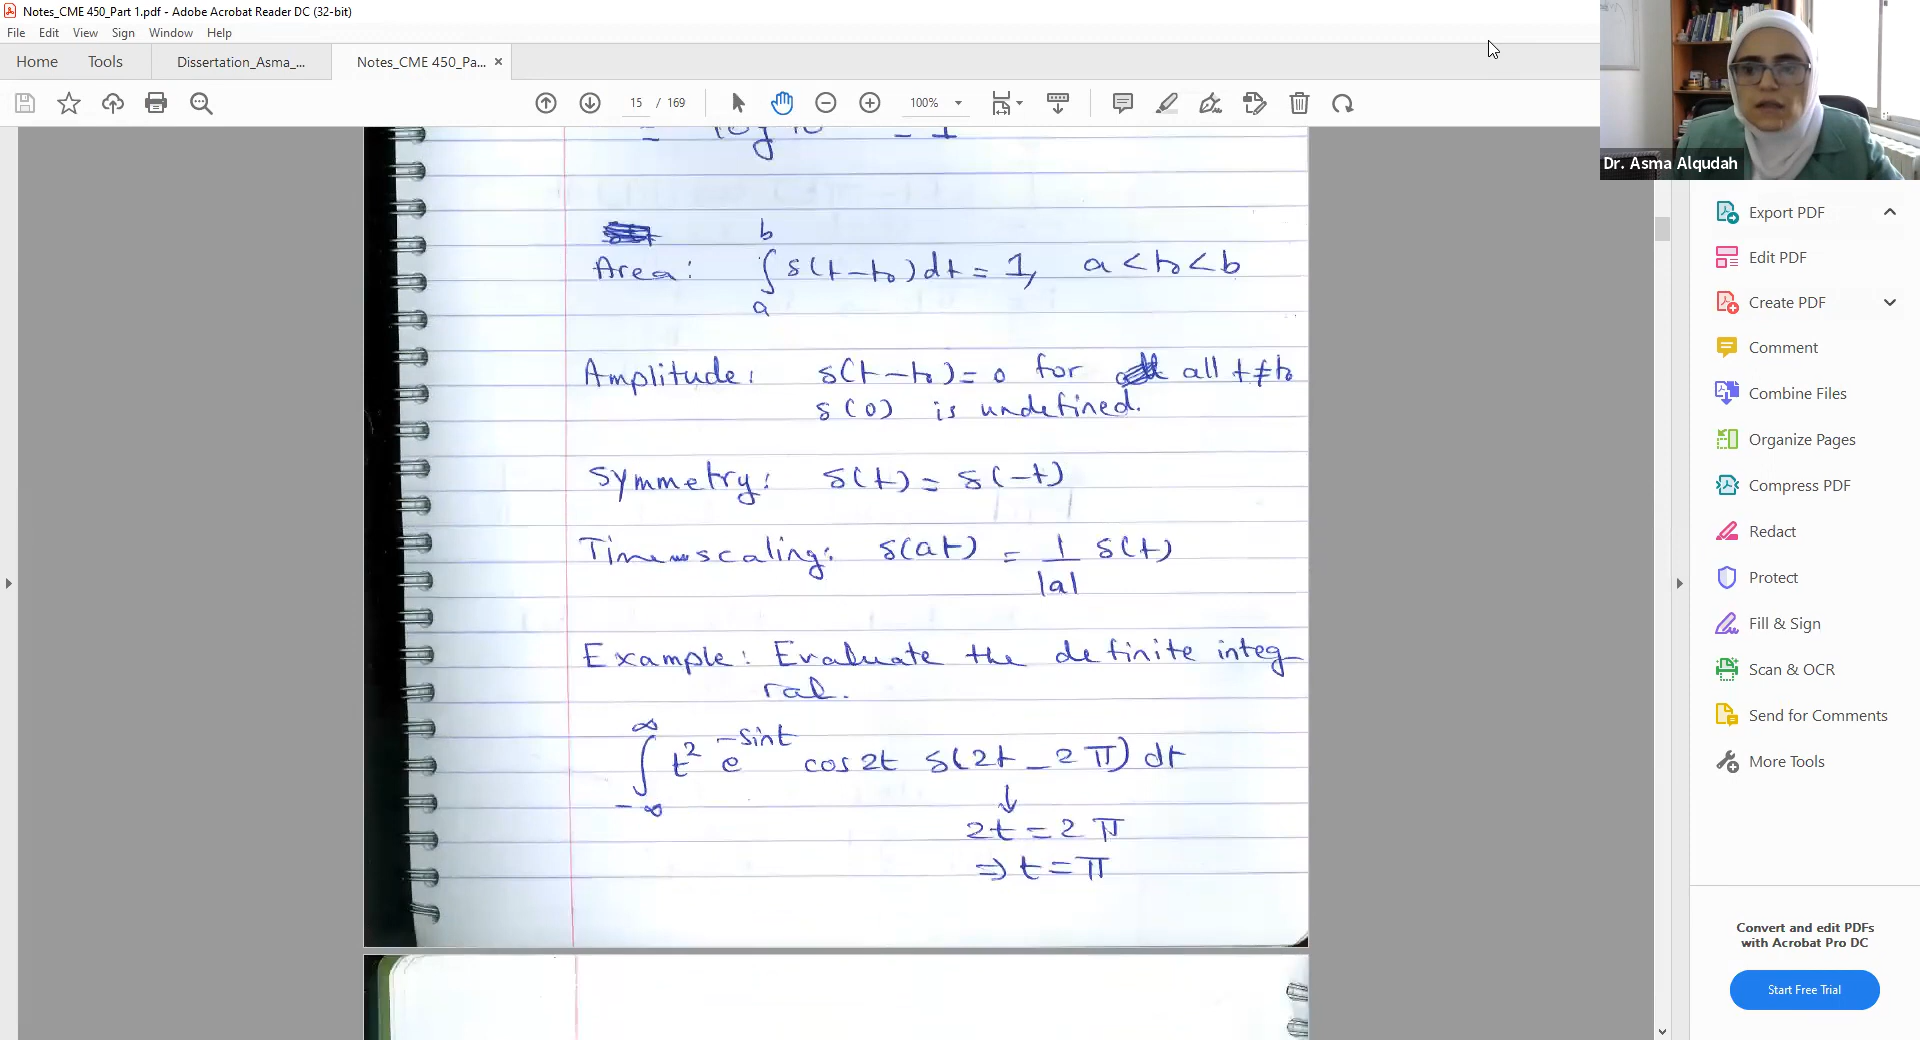 Notes_CME 450_Part 1.pdf - Adobe Acrobat Reader DC (32-bit)
File Edit View Sign Window Help
Home Tools Dissertation_Asma_... Notes_CME 450_Pa... ×
15 / 169 100%
Dr. Asma Alqudah
Area: ∫ₐᵇ δ(t-t₀)dt = 1, a < t₀ < b
Amplitude: δ(t-t₀) = 0 for all t≠t₀
δ(0) is undefined.
Symmetry: δ(t) = δ(-t)
Time scaling: δ(at) = 1/|a| δ(t)
Example: Evaluate the definite integ-
ral.
∫_{-∞}^{∞} t² e^{-sint} cos 2t δ(2t - 2π) dt
↓
2t = 2π
⇒ t = π
Export PDF
Edit PDF
Create PDF
Comment
Combine Files
Organize Pages
Compress PDF
Redact
Protect
Fill & Sign
Scan & OCR
Send for Comments
More Tools
Convert and edit PDFs
with Acrobat Pro DC
Start Free Trial